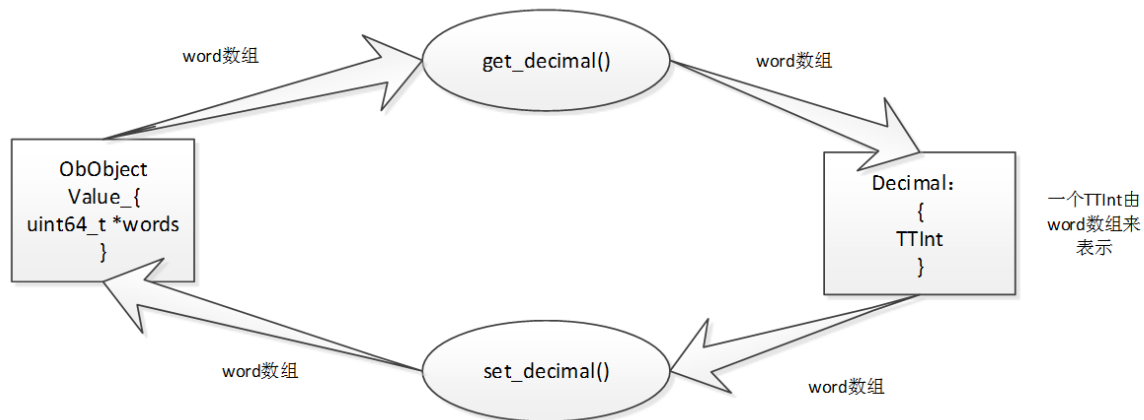 word数组
get_decimal()
word数组
ObObject
Value_{
uint64_t *words
}
Decimal：
{
TTInt
}
一个TTInt由
word数组来
表示
word数组
set_decimal()
word数组